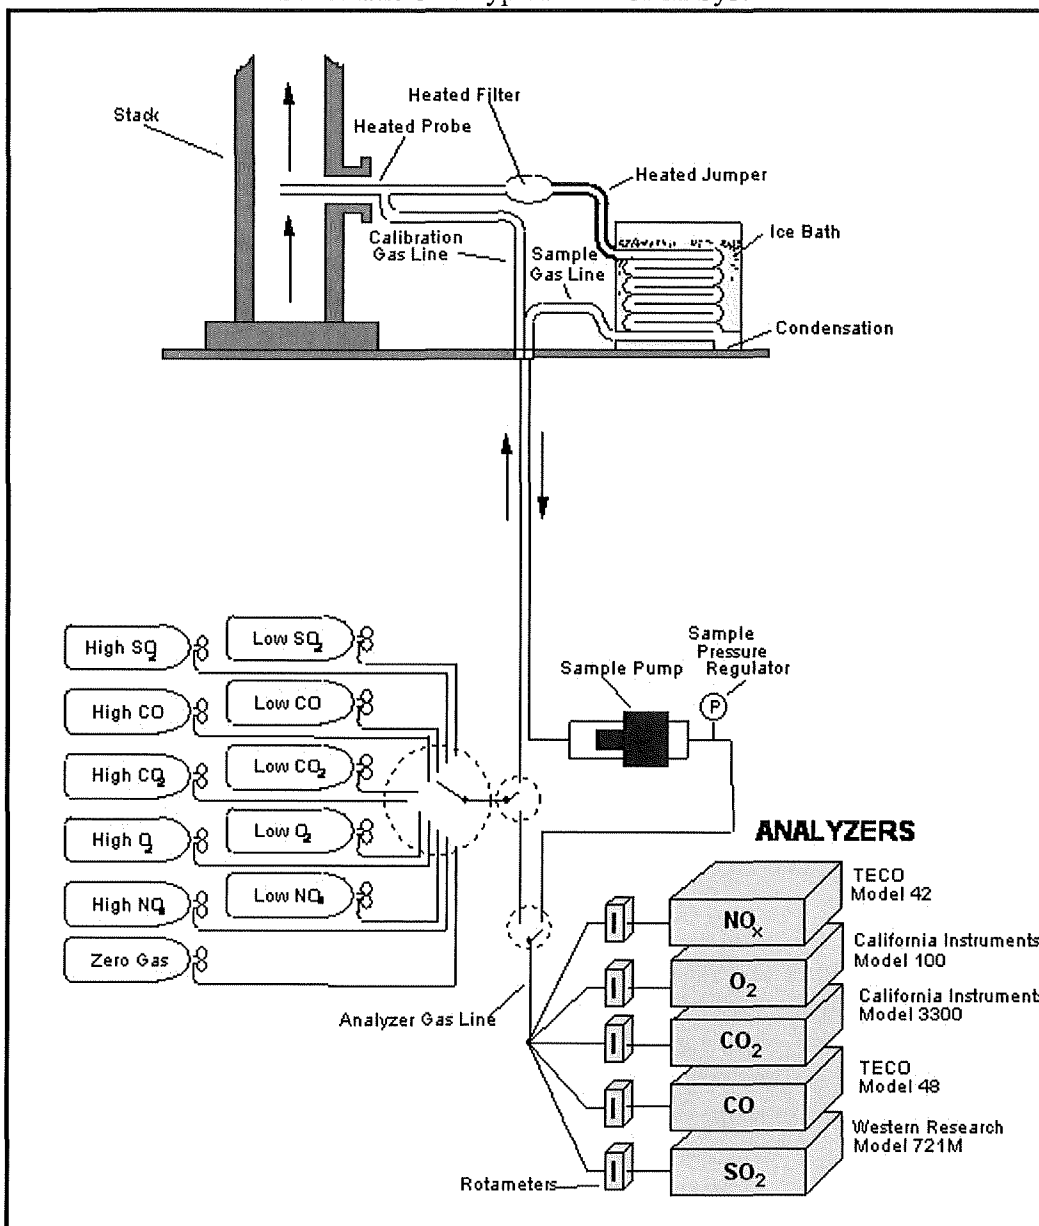 Stack
Heated Filter
Heated Probe
Heated Jumper
Calibration
Gas Line
Sample
Gas Line
Ice Bath
Condensation
High SO2
Low SO2
High CO
Low CO
High CO2
Low CO2
High O2
Low O2
High NOx
Low NOx
Zero Gas
Sample
Pressure
Regulator
Sample Pump
P
ANALYZERS
TECO
Model 42
NOx
California Instruments
Model 100
O2
California Instrument
Model 3300
CO2
TECO
Model 48
CO
Western Research
Model 721M
SO2
Analyzer Gas Line
Rotameters